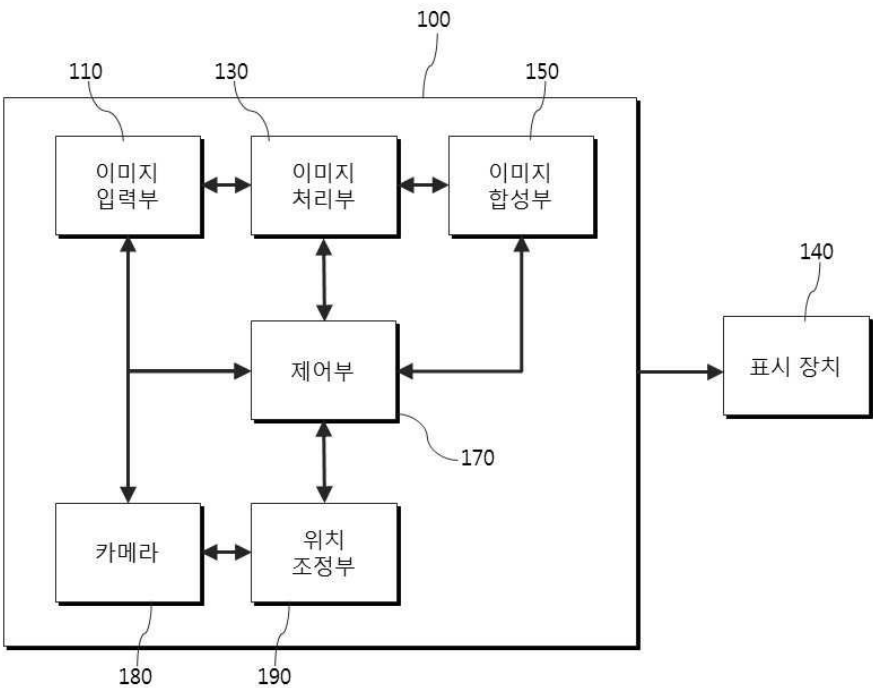 100
110
130
150
이미지
입력부
이미지
처리부
이미지
합성부
140
제어부
표시 장치
170
카메라
위치
조정부
180
190